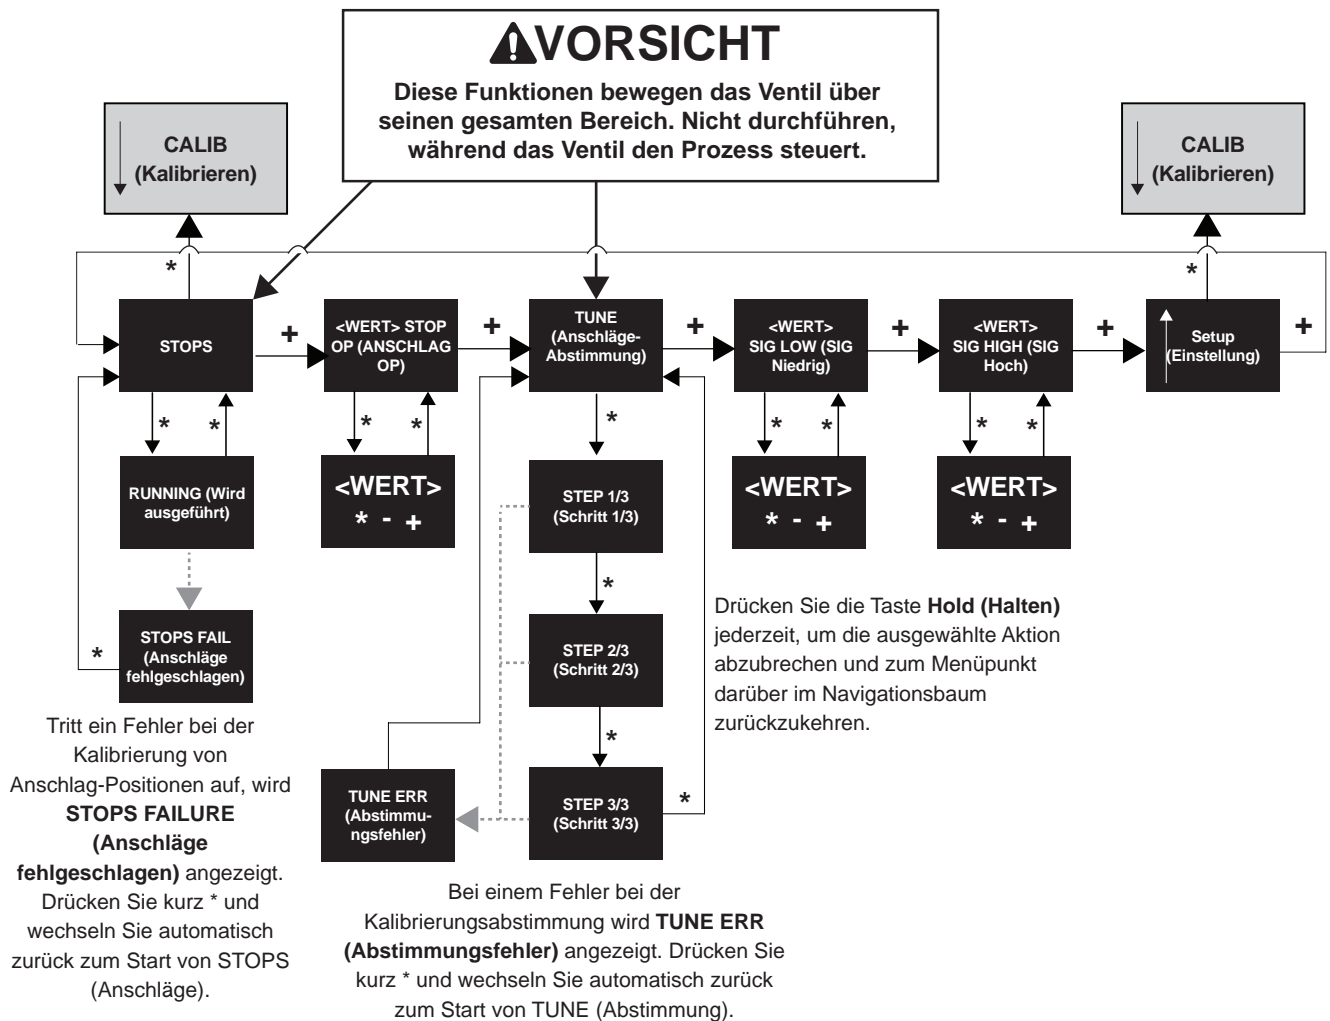 VORSICHT
Diese Funktionen bewegen das Ventil über
seinen gesamten Bereich. Nicht durchführen,
während das Ventil den Prozess steuert.
CALIB
(Kalibrieren)
CALIB
(Kalibrieren)
*
*
STOPS
+
<WERT> STOP
OP (ANSCHLAG
OP)
+
TUNE
(Anschläge-
Abstimmung)
+
<WERT>
SIG LOW (SIG
Niedrig)
+
<WERT>
SIG HIGH (SIG
Hoch)
+
Setup
(Einstellung)
+
* *
* *
*
* *
* *
RUNNING (Wird
ausgeführt)
<WERT>
* - +
STEP 1/3
(Schritt 1/3)
<WERT>
* - +
<WERT>
* - +
*
STOPS FAIL
(Anschläge
fehlgeschlagen)
*
STEP 2/3
(Schritt 2/3)
*
Drücken Sie die Taste Hold (Halten)
jederzeit, um die ausgewählte Aktion
abzubrechen und zum Menüpunkt
darüber im Navigationsbaum
zurückzukehren.
TUNE ERR
(Abstimmu-
ngsfehler)
STEP 3/3
(Schritt 3/3)
*
Tritt ein Fehler bei der
Kalibrierung von
Anschlag-Positionen auf, wird
STOPS FAILURE
(Anschläge
fehlgeschlagen) angezeigt.
Drücken Sie kurz * und
wechseln Sie automatisch
zurück zum Start von STOPS
(Anschläge).
Bei einem Fehler bei der
Kalibrierungsabstimmung wird TUNE ERR
(Abstimmungsfehler) angezeigt. Drücken Sie
kurz * und wechseln Sie automatisch zurück
zum Start von TUNE (Abstimmung).